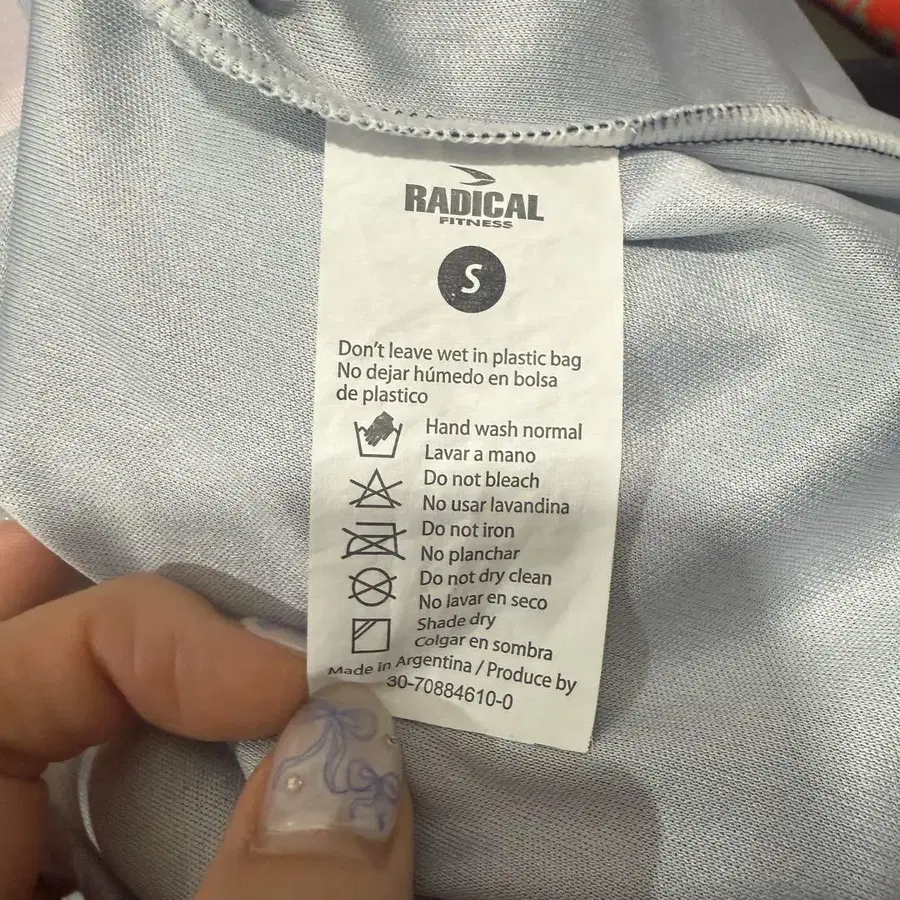 RADICAL
FITNESS
S
Don't leave wet in plastic bag
No dejar húmedo en bolsa
de plastico
Hand wash normal
Lavar a mano
Do not bleach
No usar lavandina
Do not iron
No planchar
Do not dry clean
No lavar en seco
Shade dry
Colgar en sombra
Made in Argentina / Produce by
30-70884610-0